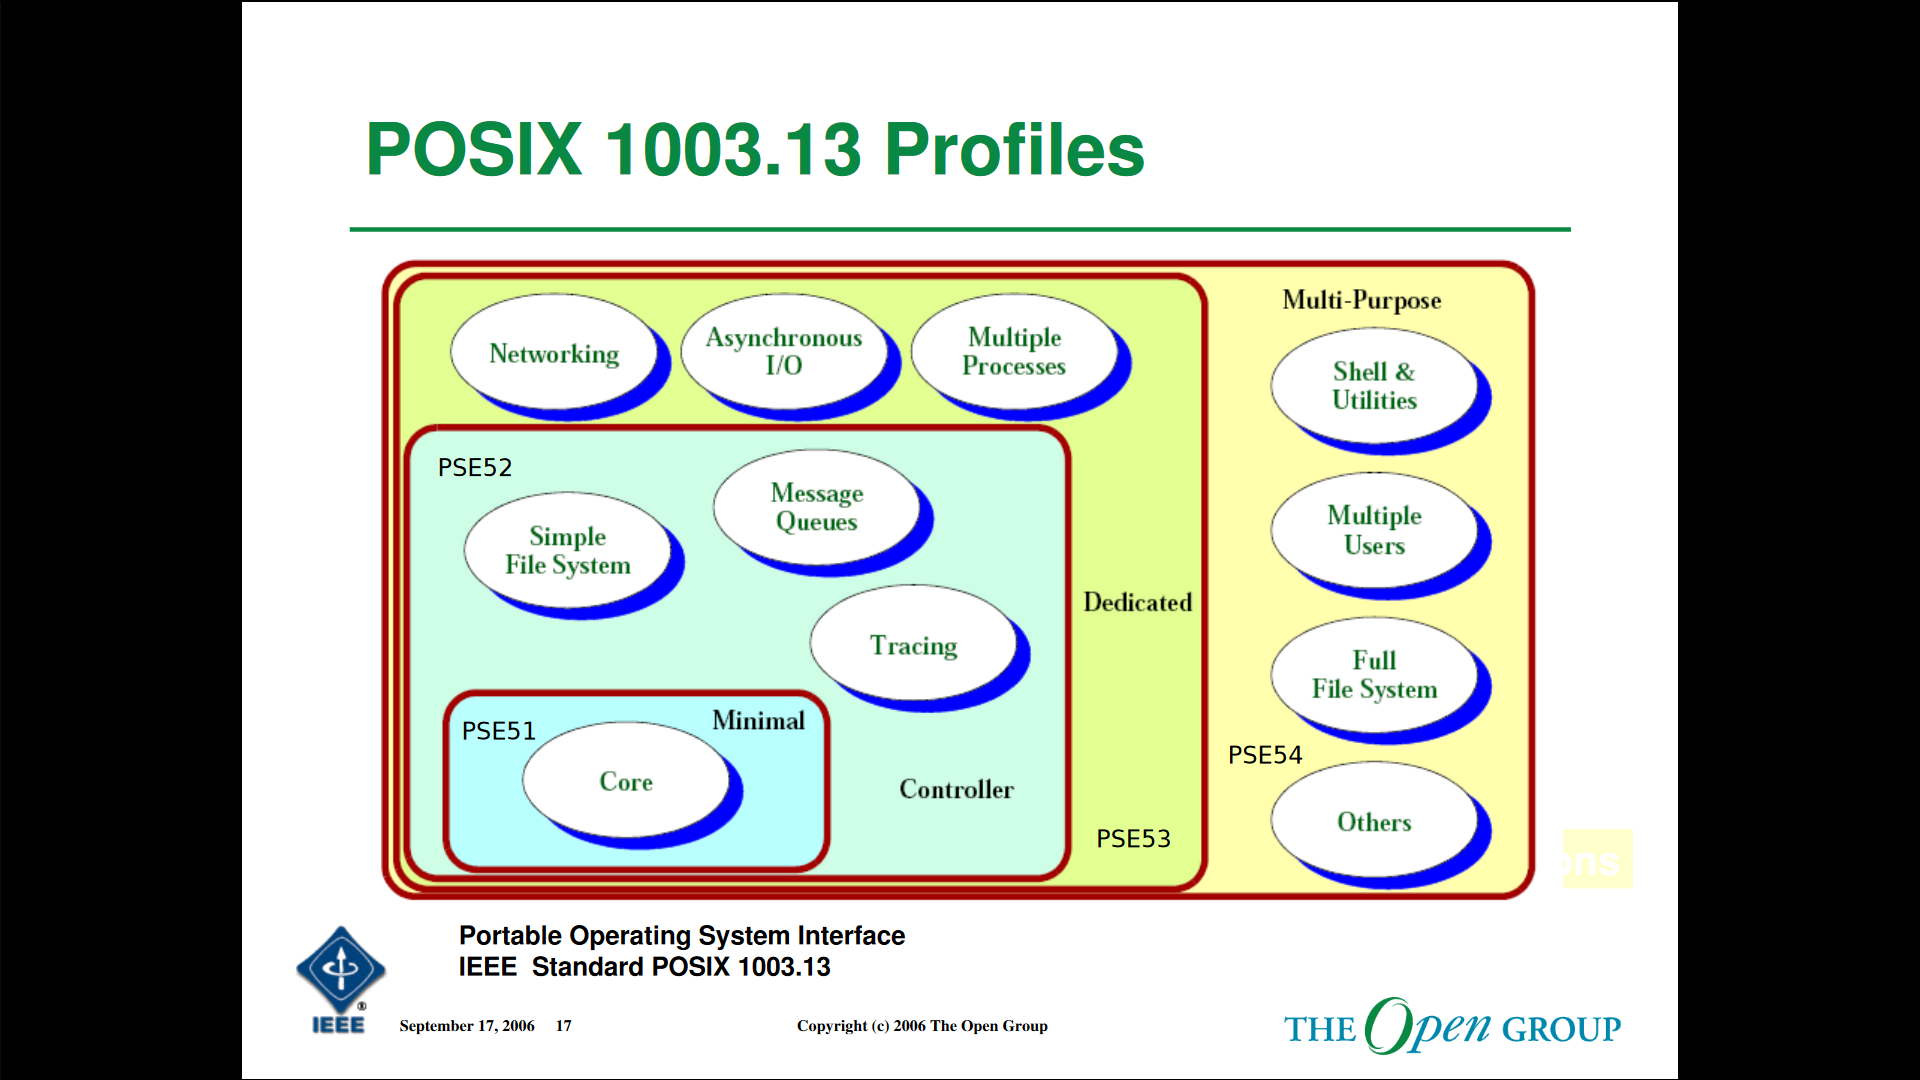 POSIX 1003.13 Profiles
Networking
Asynchronous
I/O
Multiple
Processes
Multi-Purpose
Shell &
Utilities
PSE52
Simple
File System
Message
Queues
Tracing
Multiple
Users
Dedicated
Full
File System
PSE51
Minimal
Core
Controller
PSE53
PSE54
Others
ons
Portable Operating System Interface
IEEE Standard POSIX 1003.13
IEEE
®
September 17, 2006 17
Copyright (c) 2006 The Open Group
THE Open GROUP